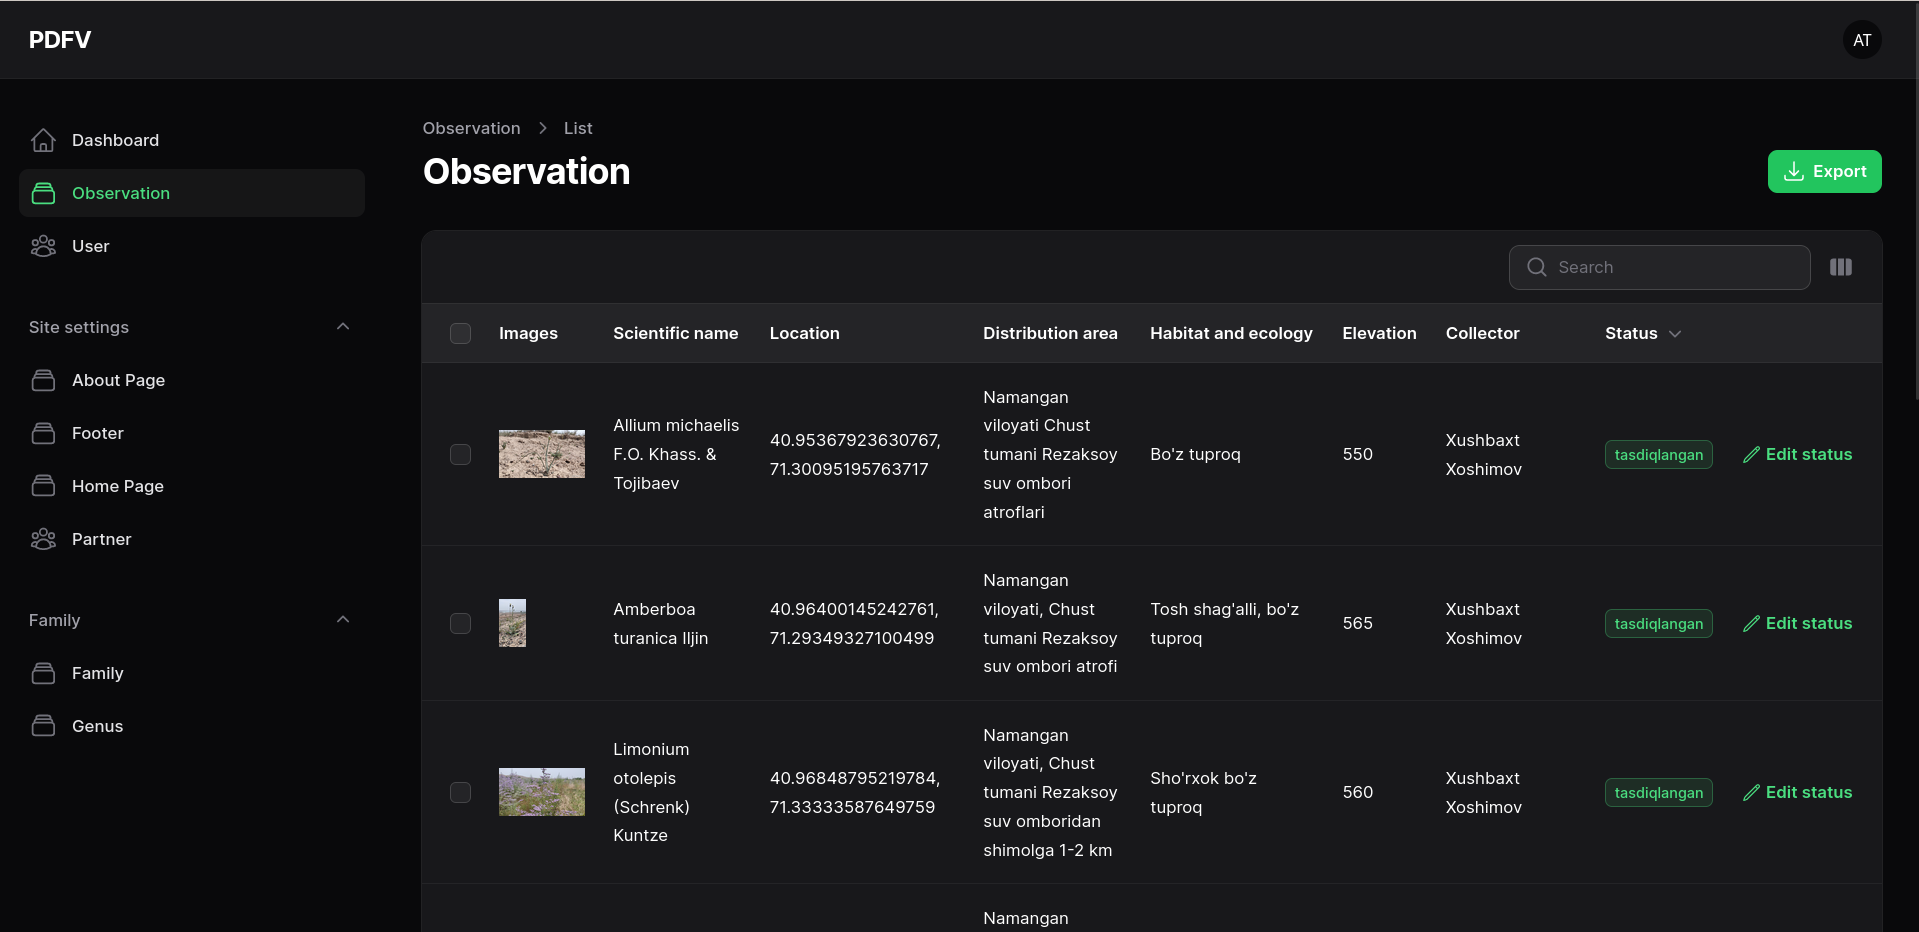 PDFV
AT
Dashboard
Observation
User
Site settings
About Page
Footer
Home Page
Partner
Family
Family
Genus
Observation > List
Observation
Export
Search
Images Scientific name Location Distribution area Habitat and ecology Elevation Collector Status
Allium michaelis
F.O. Khass. &
Tojibaev
40.95367923630767,
71.30095195763717
Namangan
viloyati Chust
tumani Rezaksoy
suv ombori
atroflari
Bo'z tuproq
550
Xushbaxt
Xoshimov
tasdiqlangan
Edit status
Amberboa
turanica Iljin
40.96400145242761,
71.29349327100499
Namangan
viloyati, Chust
tumani Rezaksoy
suv ombori atrofi
Tosh shag'alli, bo'z
tuproq
565
Xushbaxt
Xoshimov
tasdiqlangan
Edit status
Limonium
otolepis
(Schrenk)
Kuntze
40.96848795219784,
71.33333587649759
Namangan
viloyati, Chust
tumani Rezaksoy
suv omboridan
shimolga 1-2 km
Sho'rxok bo'z
tuproq
560
Xushbaxt
Xoshimov
tasdiqlangan
Edit status
Namangan